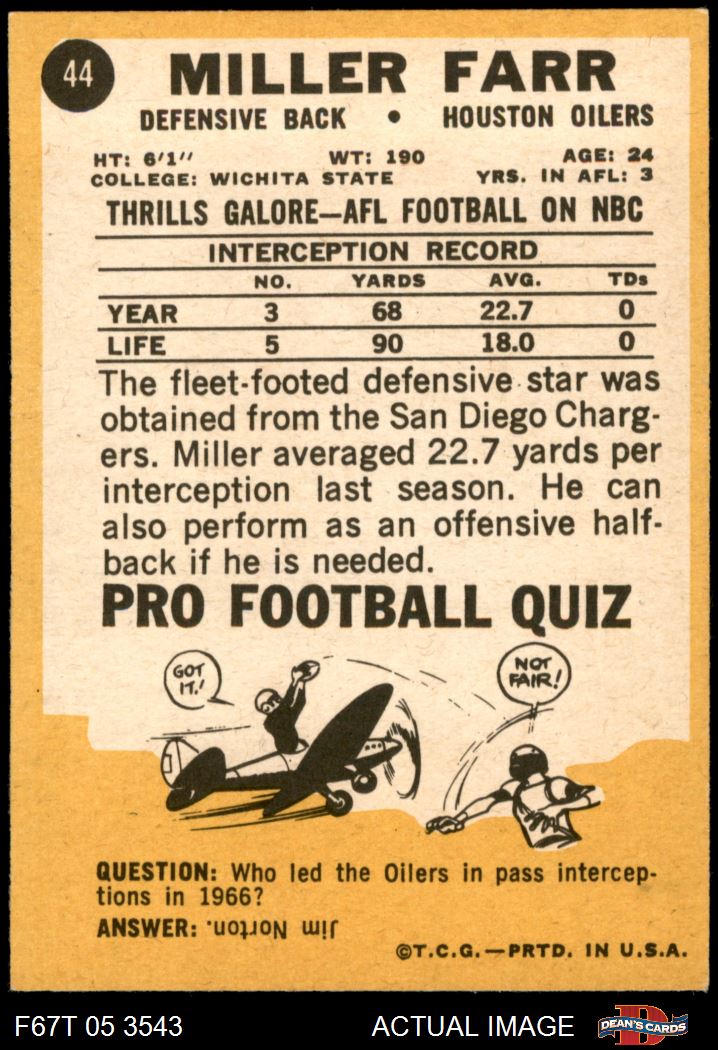 44
MILLER FARR
DEFENSIVE BACK • HOUSTON OILERS
HT: 6'1" WT: 190 AGE: 24
COLLEGE: WICHITA STATE YRS. IN AFL: 3
THRILLS GALORE—AFL FOOTBALL ON NBC
INTERCEPTION RECORD
NO. YARDS AVG. TDs
YEAR 3 68 22.7 0
LIFE 5 90 18.0 0
The fleet-footed defensive star was
obtained from the San Diego Charg-
ers. Miller averaged 22.7 yards per
interception last season. He can
also perform as an offensive half-
back if he is needed.
PRO FOOTBALL QUIZ
GOT
IT!
NOT
FAIR!
QUESTION: Who led the Oilers in pass intercep-
tions in 1966?
ANSWER: Jim Norton.
©T.C.G.—PRTD. IN U.S.A.
F67T 05 3543 ACTUAL IMAGE
D
DEAN'S CARDS